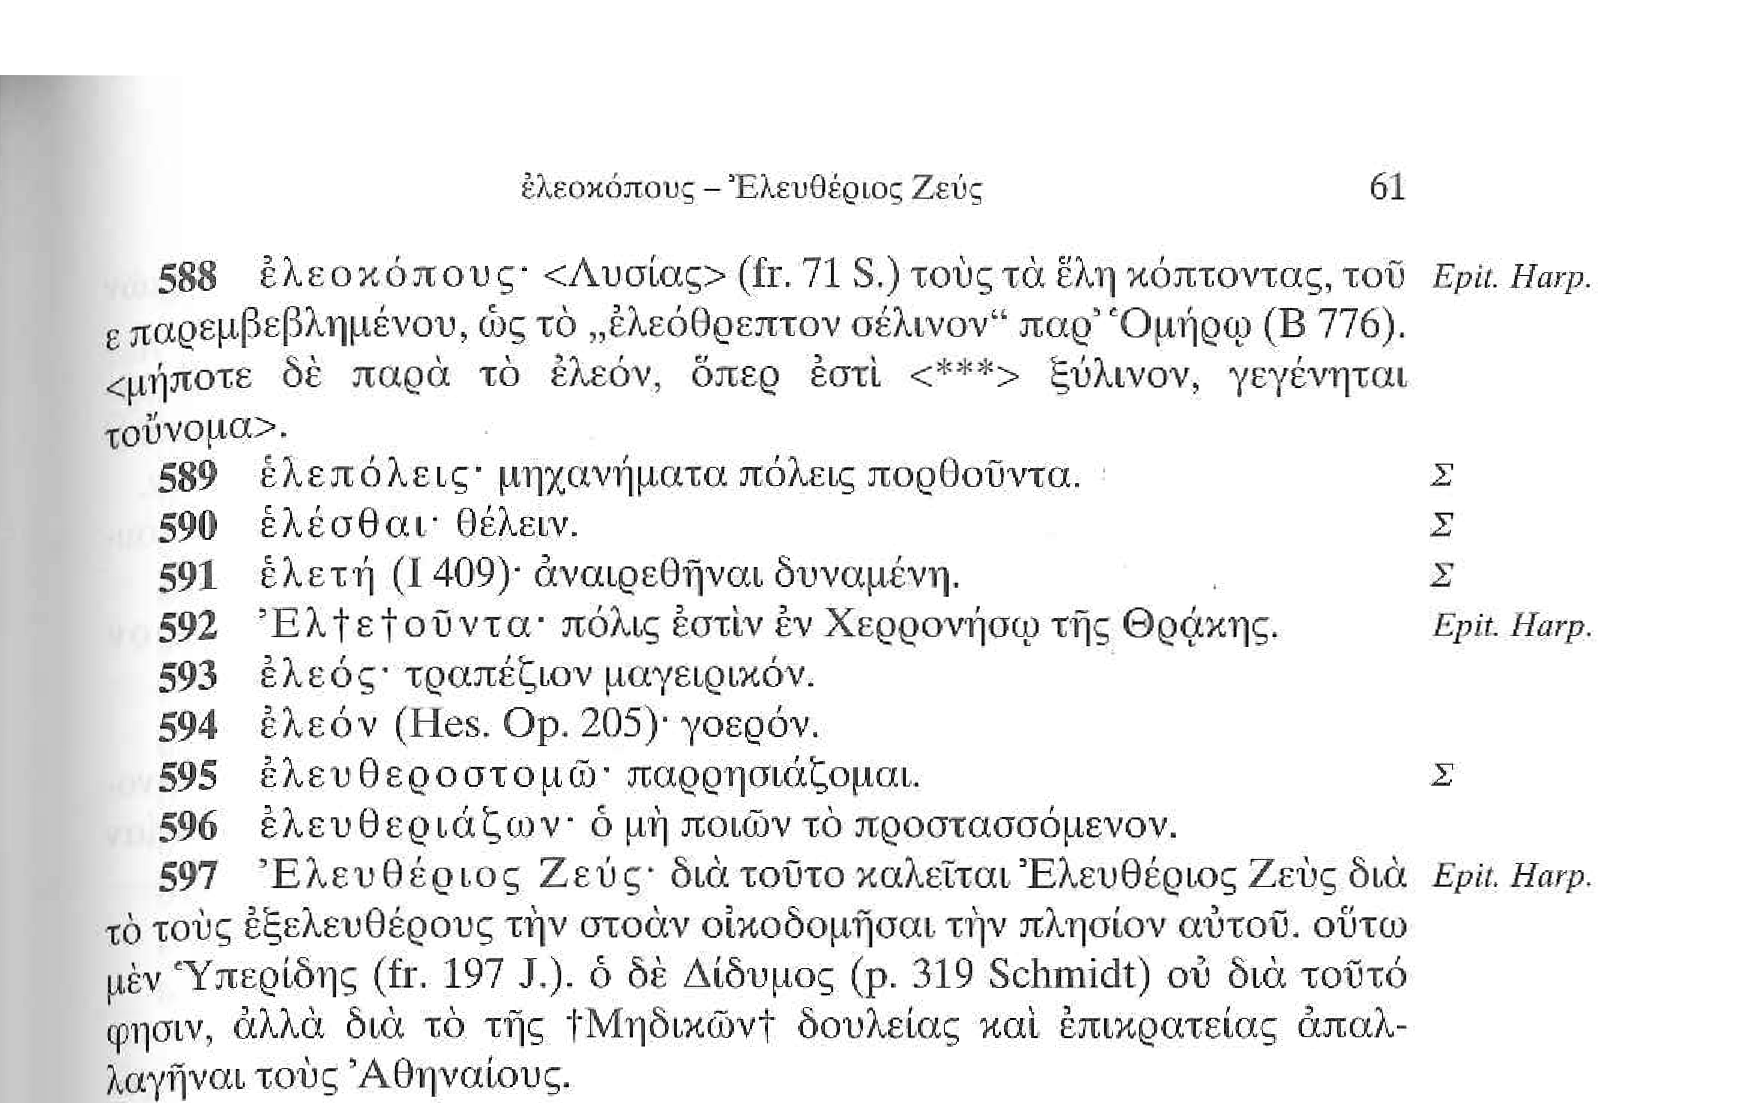 ἐλεοκόπους – Ἐλευθέριος Ζεύς 61
588 ἐλεοκόπους· <Λυσίας> (fr. 71 S.) τοὺς τὰ ἕλη κόπτοντας, τοῦ Epit. Harp.
ε παρεμβεβλημένου, ὡς τὸ „ἐλεόθρεπτον σέλινον“ παρ’ Ὁμήρῳ (Β 776).
<μήποτε δὲ παρὰ τὸ ἐλεόν, ὅπερ ἐστὶ <***> ξύλινον, γεγένηται
τοὔνομα>.
589 ἑλεπόλεις· μηχανήματα πόλεις πορθοῦντα. Σ
590 ἑλέσθαι· θέλειν. Σ
591 ἑλετή (Ι 409)· ἀναιρεθῆναι δυναμένη. Σ
592 Ἐλ†ε†οῦντα· πόλις ἐστὶν ἐν Χερρονήσῳ τῆς Θρᾴκης. Epit. Harp.
593 ἐλεός· τραπέζιον μαγειρικόν.
594 ἐλεόν (Hes. Op. 205)· γοερόν.
595 ἐλευθεροστομῶ· παρρησιάζομαι. Σ
596 ἐλευθεριάζων· ὁ μὴ ποιῶν τὸ προστασσόμενον.
597 Ἐλευθέριος Ζεύς· διὰ τοῦτο καλεῖται Ἐλευθέριος Ζεὺς διὰ Epit. Harp.
τὸ τοὺς ἐξελευθέρους τὴν στοὰν οἰκοδομῆσαι τὴν πλησίον αὐτοῦ. οὕτω
μὲν Ὑπερίδης (fr. 197 J.). ὁ δὲ Δίδυμος (p. 319 Schmidt) οὐ διὰ τοῦτό
φησιν, ἀλλὰ διὰ τὸ τῆς †Μηδικῶν† δουλείας καὶ ἐπικρατείας ἀπαλ-
λαγῆναι τοὺς Ἀθηναίους.